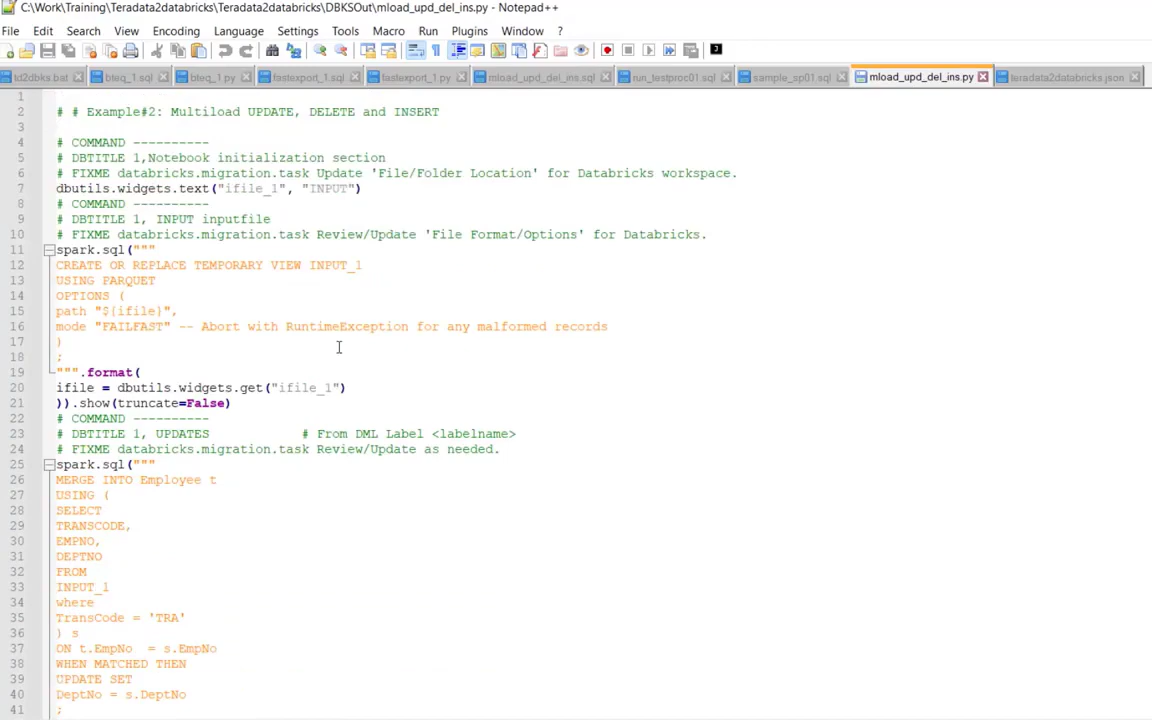 C:\Work\Training\Teradata2databricks\Teradata2databricks\DBKSOut\mload_upd_del_ins.py - Notepad++
File Edit Search View Encoding Language Settings Tools Macro Run Plugins Window ?
td2dbks.bat bteq_1.sql bteq_1.py fastexport_1.sql fastexport_1.py mload_upd_del_ins.sql run_testproc01.sql sample_sp01.sql mload_upd_del_ins.py teradata2databricks.json
1
2 # # Example#2: Multiload UPDATE, DELETE and INSERT
3
4 # COMMAND ----------
5 # DBTITLE 1,Notebook initialization section
6 # FIXME databricks.migration.task Update 'File/Folder Location' for Databricks workspace.
7 dbutils.widgets.text("ifile_1", "INPUT")
8 # COMMAND ----------
9 # DBTITLE 1, INPUT inputfile
10 # FIXME databricks.migration.task Review/Update 'File Format/Options' for Databricks.
11 spark.sql("""
12 CREATE OR REPLACE TEMPORARY VIEW INPUT_1
13 USING PARQUET
14 OPTIONS (
15 path "${ifile}",
16 mode "FAILFAST" -- Abort with RuntimeException for any malformed records
17 )
18 ;
19 """.format(
20 ifile = dbutils.widgets.get("ifile_1")
21 )).show(truncate=False)
22 # COMMAND ----------
23 # DBTITLE 1, UPDATES # From DML Label <labelname>
24 # FIXME databricks.migration.task Review/Update as needed.
25 spark.sql("""
26 MERGE INTO Employee t
27 USING (
28 SELECT
29 TRANSCODE,
30 EMPNO,
31 DEPTNO
32 FROM
33 INPUT_1
34 where
35 TransCode = 'TRA'
36 ) s
37 ON t.EmpNo = s.EmpNo
38 WHEN MATCHED THEN
39 UPDATE SET
40 DeptNo = s.DeptNo
41 ;